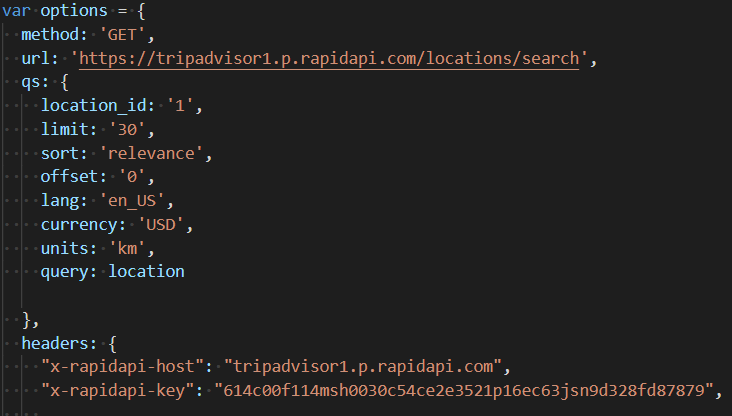 var options = {
method: 'GET',
url: 'https://tripadvisor1.p.rapidapi.com/locations/search',
qs: {
location_id: '1',
limit: '30',
sort: 'relevance',
offset: '0',
lang: 'en_US',
currency: 'USD',
units: 'km',
query: location
},
headers: {
"x-rapidapi-host": "tripadvisor1.p.rapidapi.com",
"x-rapidapi-key": "614c00f114msh0030c54ce2e3521p16ec63jsn9d328fd87879",